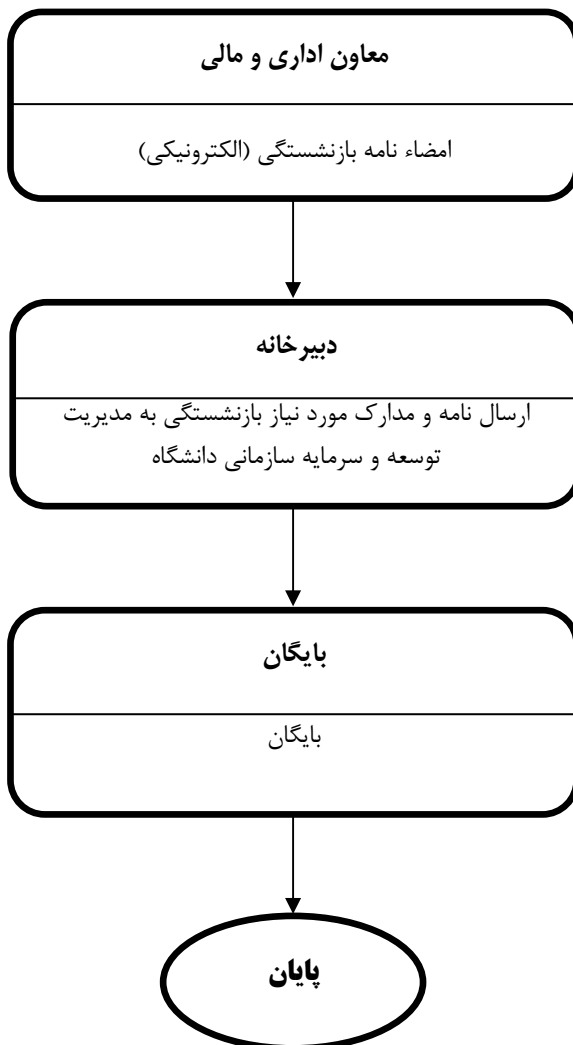 معاون اداری و مالی
امضاء نامه بازنشستگی (الکترونیکی)
دبیرخانه
ارسال نامه و مدارک مورد نیاز بازنشستگی به مدیریت
توسعه و سرمایه سازمانی دانشگاه
بایگان
بایگان
پایان